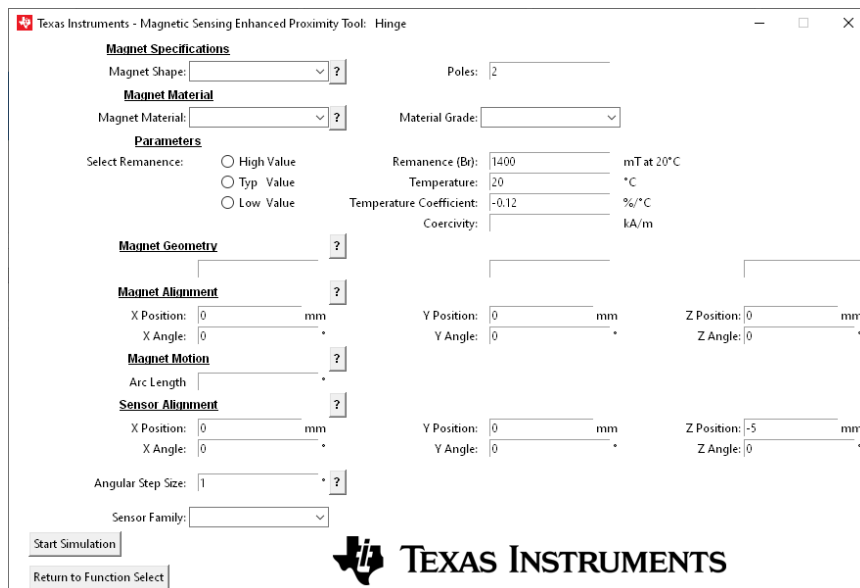 Texas Instruments - Magnetic Sensing Enhanced Proximity Tool: Hinge
Magnet Specifications
Magnet Shape: ? Poles: 2
Magnet Material
Magnet Material: ? Material Grade:
Parameters
Select Remanence: High Value Remanence (Br): 1400 mT at 20°C
Typ Value Temperature: 20 °C
Low Value Temperature Coefficient: -0.12 %/°C
Coercivity: kA/m
Magnet Geometry ?
Magnet Alignment ?
X Position: 0 mm Y Position: 0 mm Z Position: 0 mm
X Angle: 0 ° Y Angle: 0 ° Z Angle: 0
Magnet Motion ?
Arc Length °
Sensor Alignment ?
X Position: 0 mm Y Position: 0 mm Z Position: -5 mm
X Angle: 0 ° Y Angle: 0 ° Z Angle: 0
Angular Step Size: 1 ° ?
Sensor Family:
Start Simulation
TEXAS INSTRUMENTS
Return to Function Select